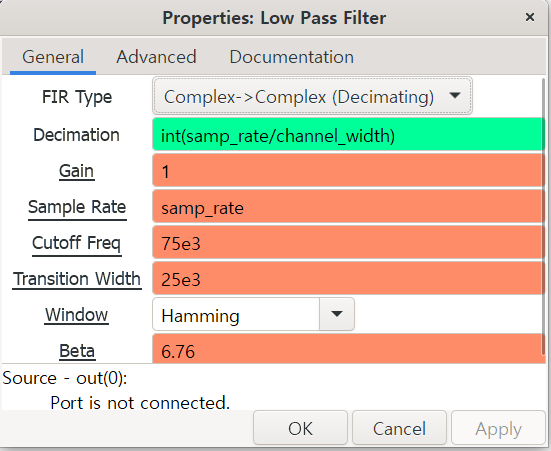 Properties: Low Pass Filter
×
General Advanced Documentation
FIR Type Complex->Complex (Decimating)
Decimation int(samp_rate/channel_width)
Gain 1
Sample Rate samp_rate
Cutoff Freq 75e3
Transition Width 25e3
Window Hamming
Beta 6.76
Source - out(0):
Port is not connected.
OK Cancel Apply